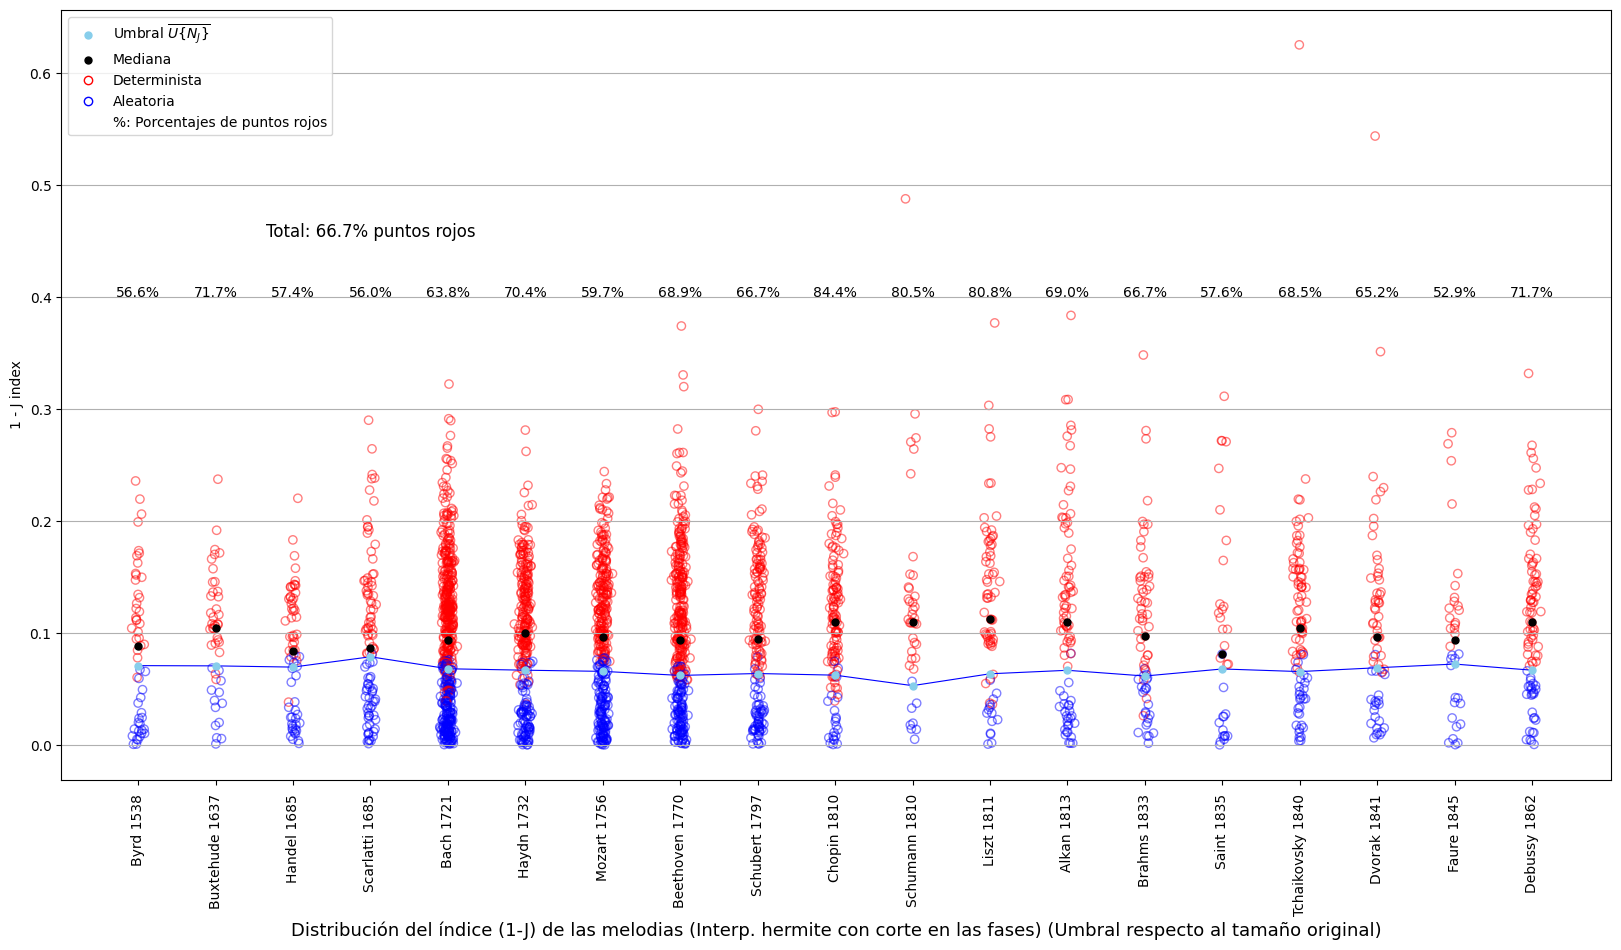 Umbral U{N_J}
Mediana
Determinista
Aleatoria
%: Porcentajes de puntos rojos
Total: 66.7% puntos rojos
56.6% 71.7% 57.4% 56.0% 63.8% 70.4% 59.7% 68.9% 66.7% 84.4% 80.5% 80.8% 69.0% 66.7% 57.6% 68.5% 65.2% 52.9% 71.7%
1 - J index
0.6
0.5
0.4
0.3
0.2
0.1
0.0
Byrd 1538
Buxtehude 1637
Handel 1685
Scarlatti 1685
Bach 1721
Haydn 1732
Mozart 1756
Beethoven 1770
Schubert 1797
Chopin 1810
Schumann 1810
Liszt 1811
Alkan 1813
Brahms 1833
Saint 1835
Tchaikovsky 1840
Dvorak 1841
Faure 1845
Debussy 1862
Distribución del índice (1-J) de las melodias (Interp. hermite con corte en las fases) (Umbral respecto al tamaño original)